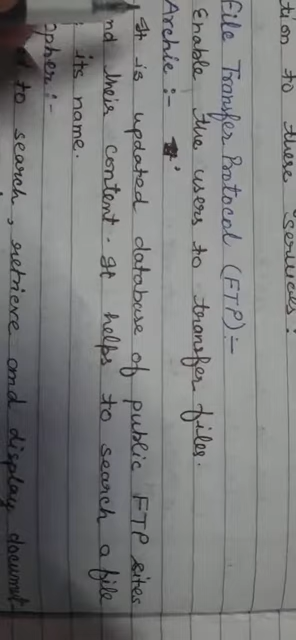 tion to these services:
File Transfer Protocol (FTP):-
Enable the users to transfer files.
Archie:-
It is updated database of public FTP sites
nd their content. It helps to search a file
its name.
opher:-
to search, retrieve and display document